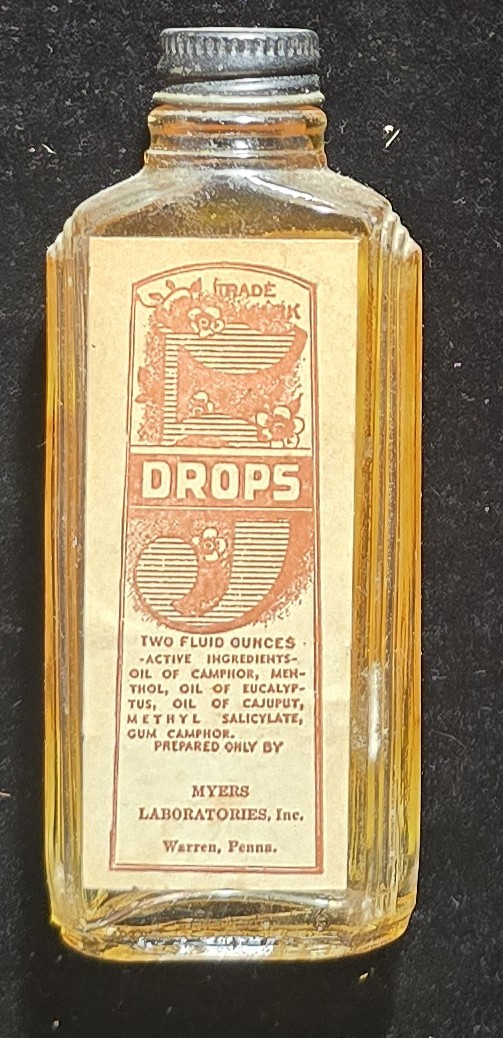 TRADE
5
DROPS
TWO FLUID OUNCES
-ACTIVE INGREDIENTS-
OIL OF CAMPHOR, MEN-
THOL, OIL OF EUCALYP-
TUS, OIL OF CAJUPUT,
METHYL SALICYLATE,
GUM CAMPHOR.
PREPARED ONLY BY
MYERS
LABORATORIES, Inc.
Warren, Penna.